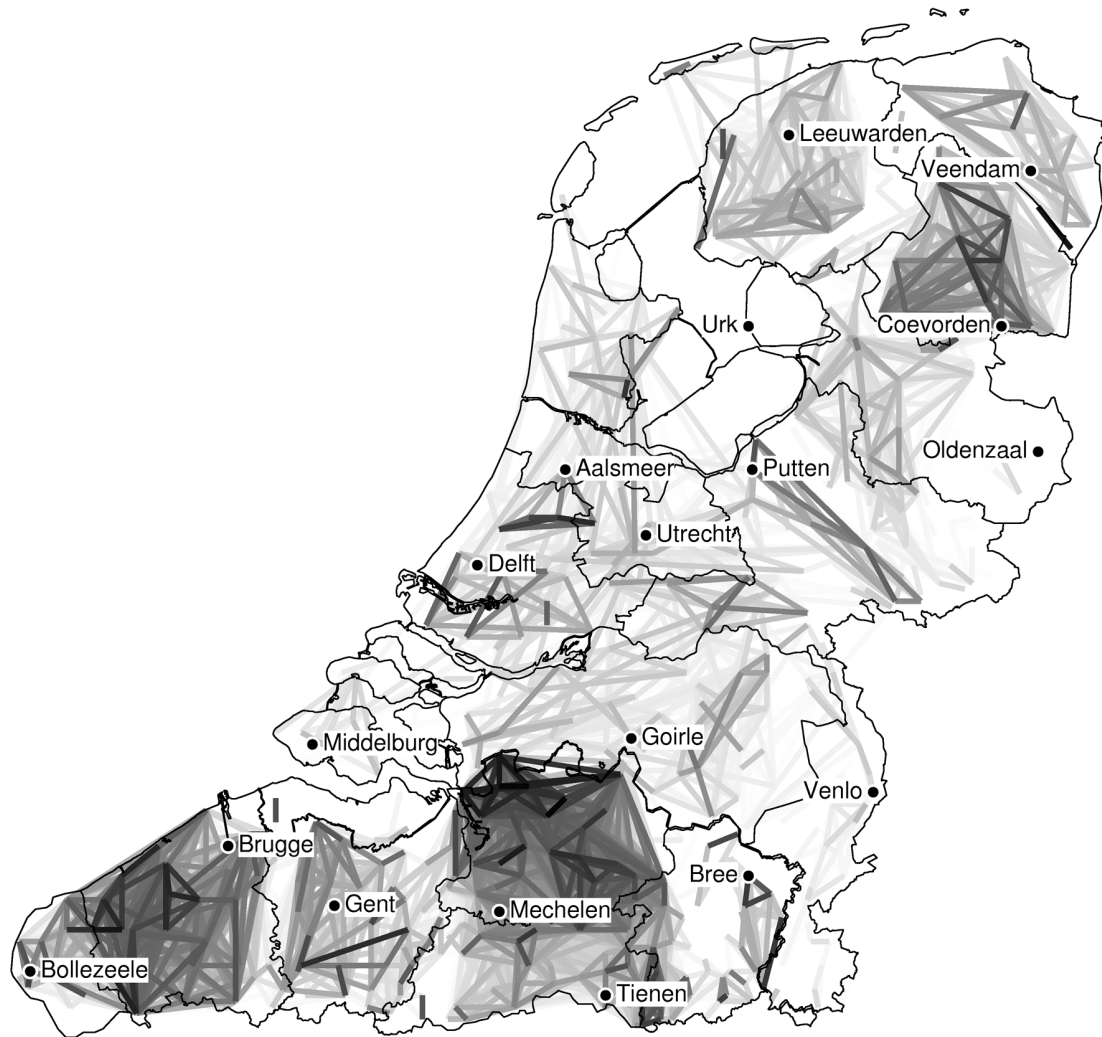 Leeuwarden
Veendam
Urk
Coevorden
Oldenzaal
Aalsmeer
Putten
Utrecht
Delft
Middelburg
Goirle
Venlo
Brugge
Bree
Gent
Mechelen
Bollezeele
Tienen